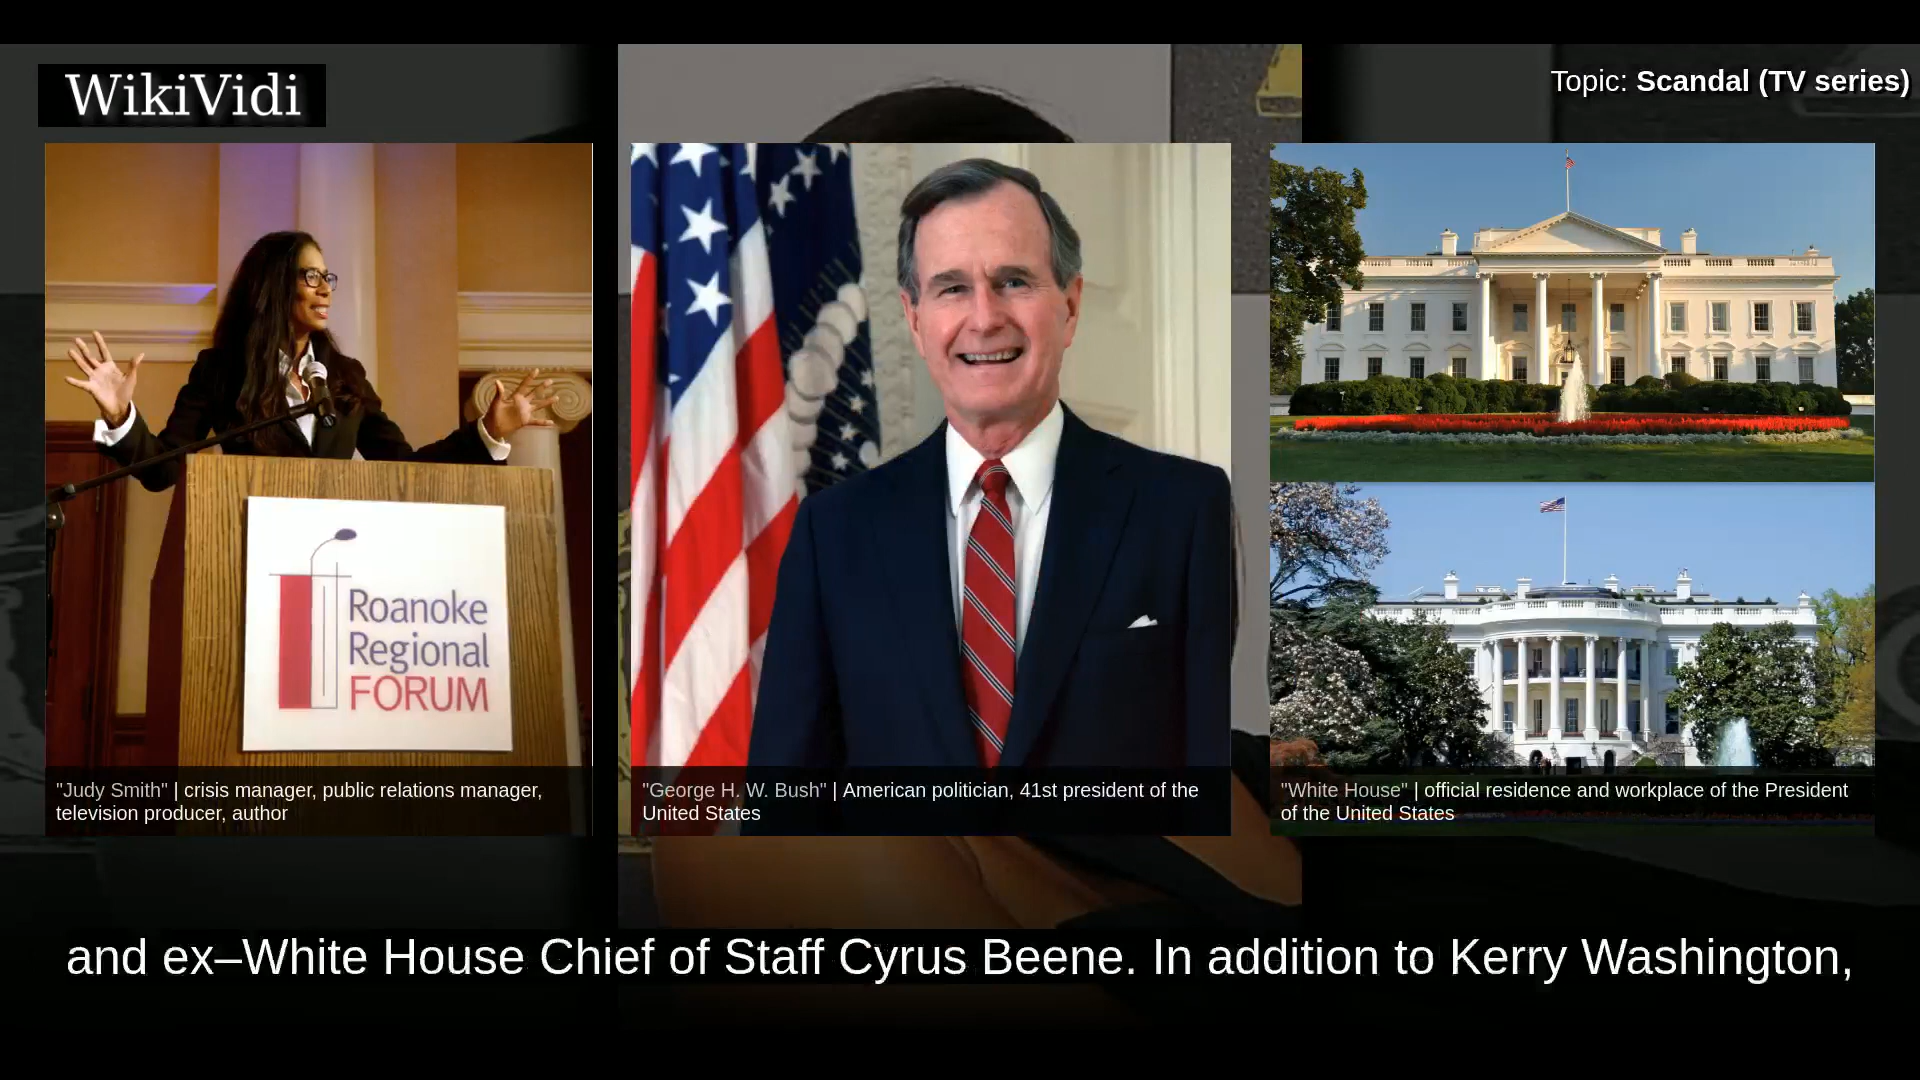 WikiVidi
Topic: Scandal (TV series)
Roanoke
Regional
FORUM
"Judy Smith" | crisis manager, public relations manager,
television producer, author
"George H. W. Bush" | American politician, 41st president of the
United States
"White House" | official residence and workplace of the President
of the United States
and ex–White House Chief of Staff Cyrus Beene. In addition to Kerry Washington,